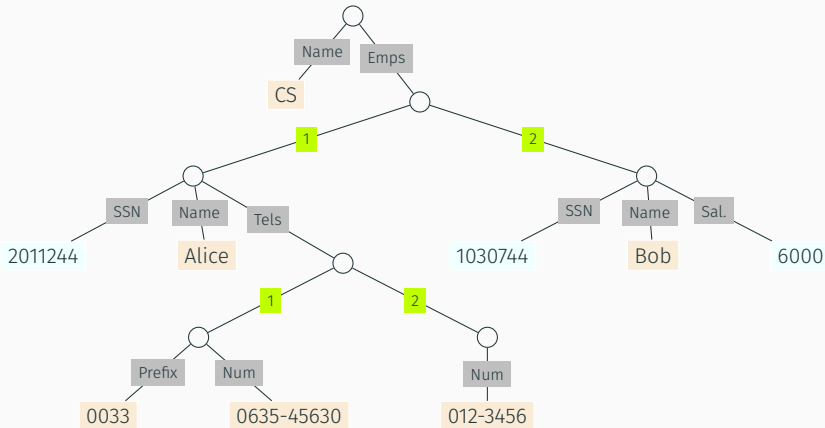 Name Emps
CS
1 2
SSN Name Tels SSN Name Sal.
2011244 Alice 1030744 Bob 6000
1 2
Prefix Num Num
0033 0635-45630 012-3456